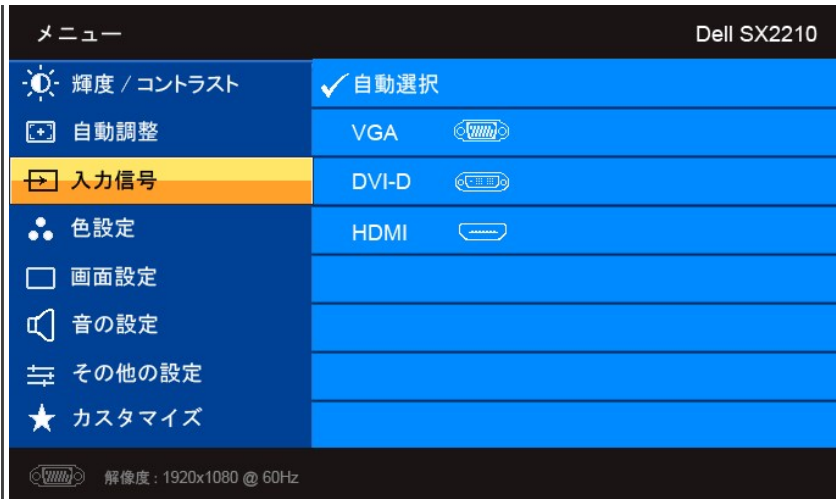 メニュー Dell SX2210
輝度 / コントラスト
自動選択
自動調整
VGA
入力信号
DVI-D
色設定
HDMI
画面設定
音の設定
その他の設定
カスタマイズ
解像度 : 1920x1080 @ 60Hz